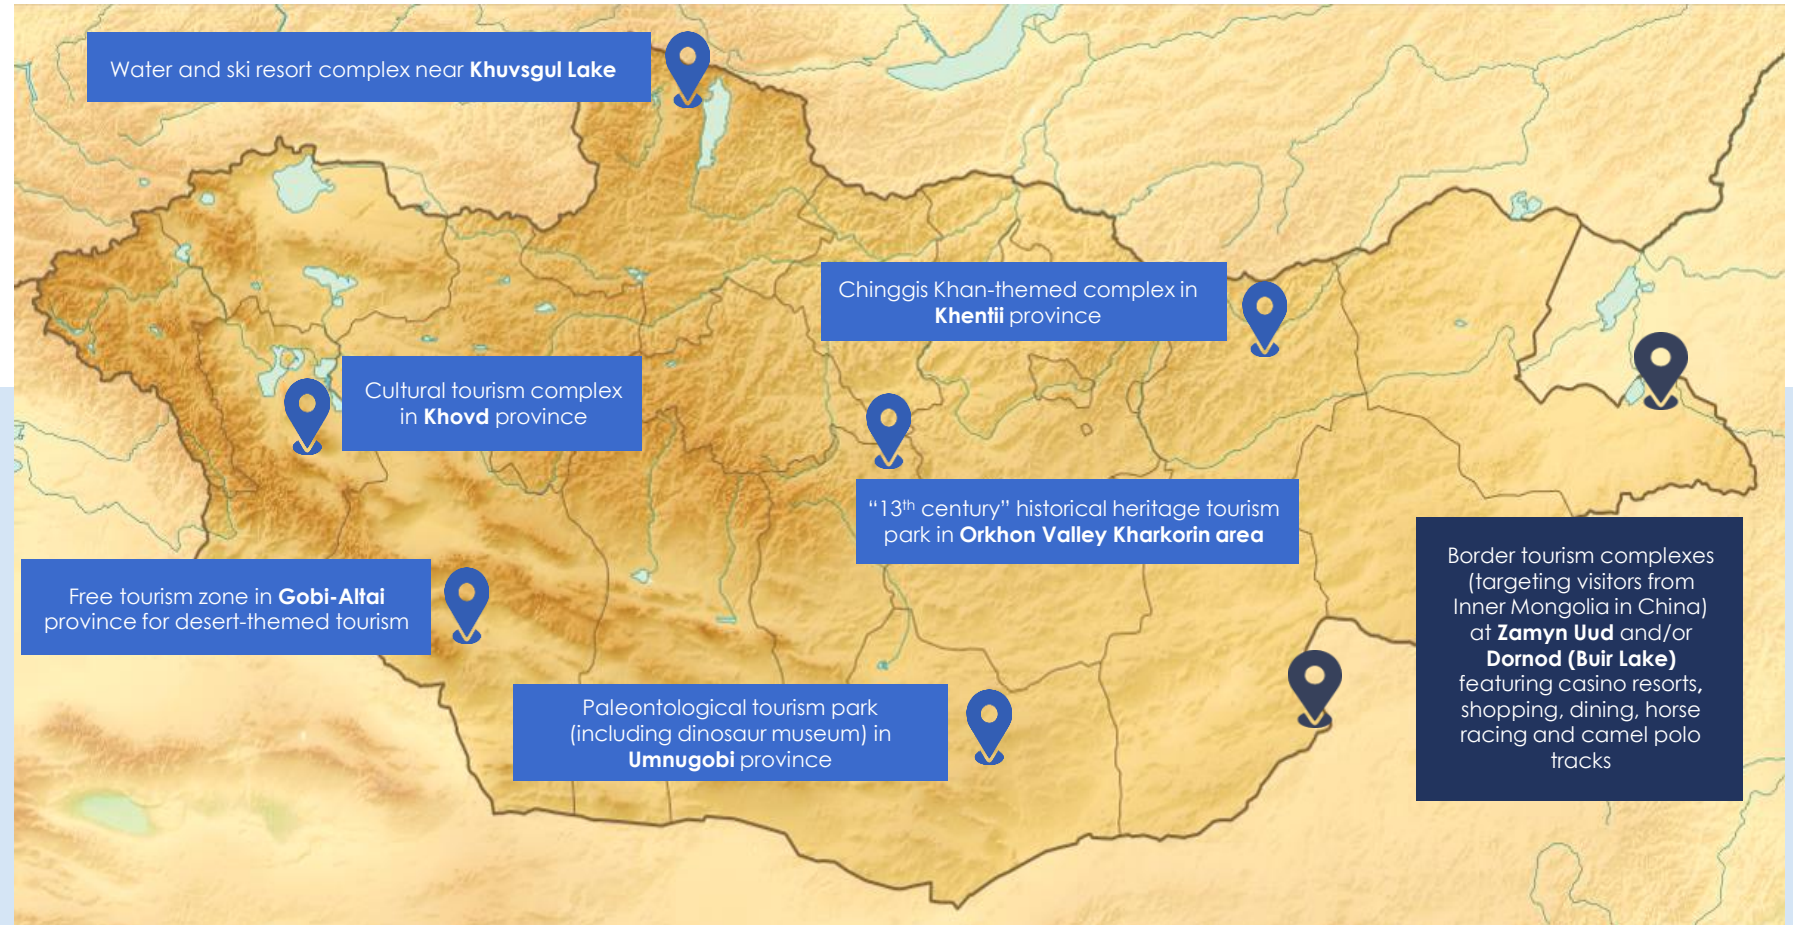 Water and ski resort complex near Khuvsgul Lake
Chinggis Khan-themed complex in
Khentii province
Cultural tourism complex
in Khovd province
“13th century” historical heritage tourism
park in Orkhon Valley Kharkorin area
Free tourism zone in Gobi-Altai
province for desert-themed tourism
Border tourism complexes
(targeting visitors from
Inner Mongolia in China)
at Zamyn Uud and/or
Dornod (Buir Lake)
featuring casino resorts,
shopping, dining, horse
racing and camel polo
tracks
Paleontological tourism park
(including dinosaur museum) in
Umnugobi province